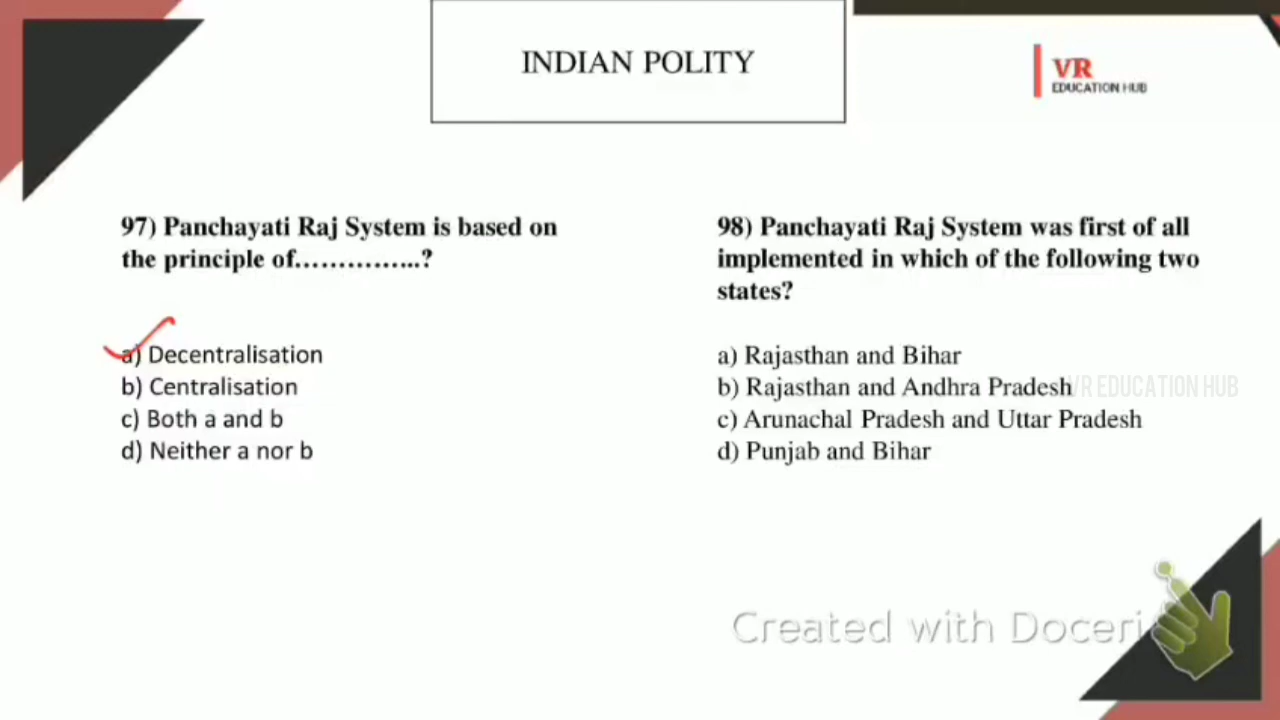 INDIAN POLITY
VR
EDUCATION HUB
97) Panchayati Raj System is based on
the principle of……………..?
a) Decentralisation
b) Centralisation
c) Both a and b
d) Neither a nor b
98) Panchayati Raj System was first of all
implemented in which of the following two
states?
a) Rajasthan and Bihar
b) Rajasthan and Andhra Pradesh
c) Arunachal Pradesh and Uttar Pradesh
d) Punjab and Bihar
VR EDUCATION HUB
Created with Doceri